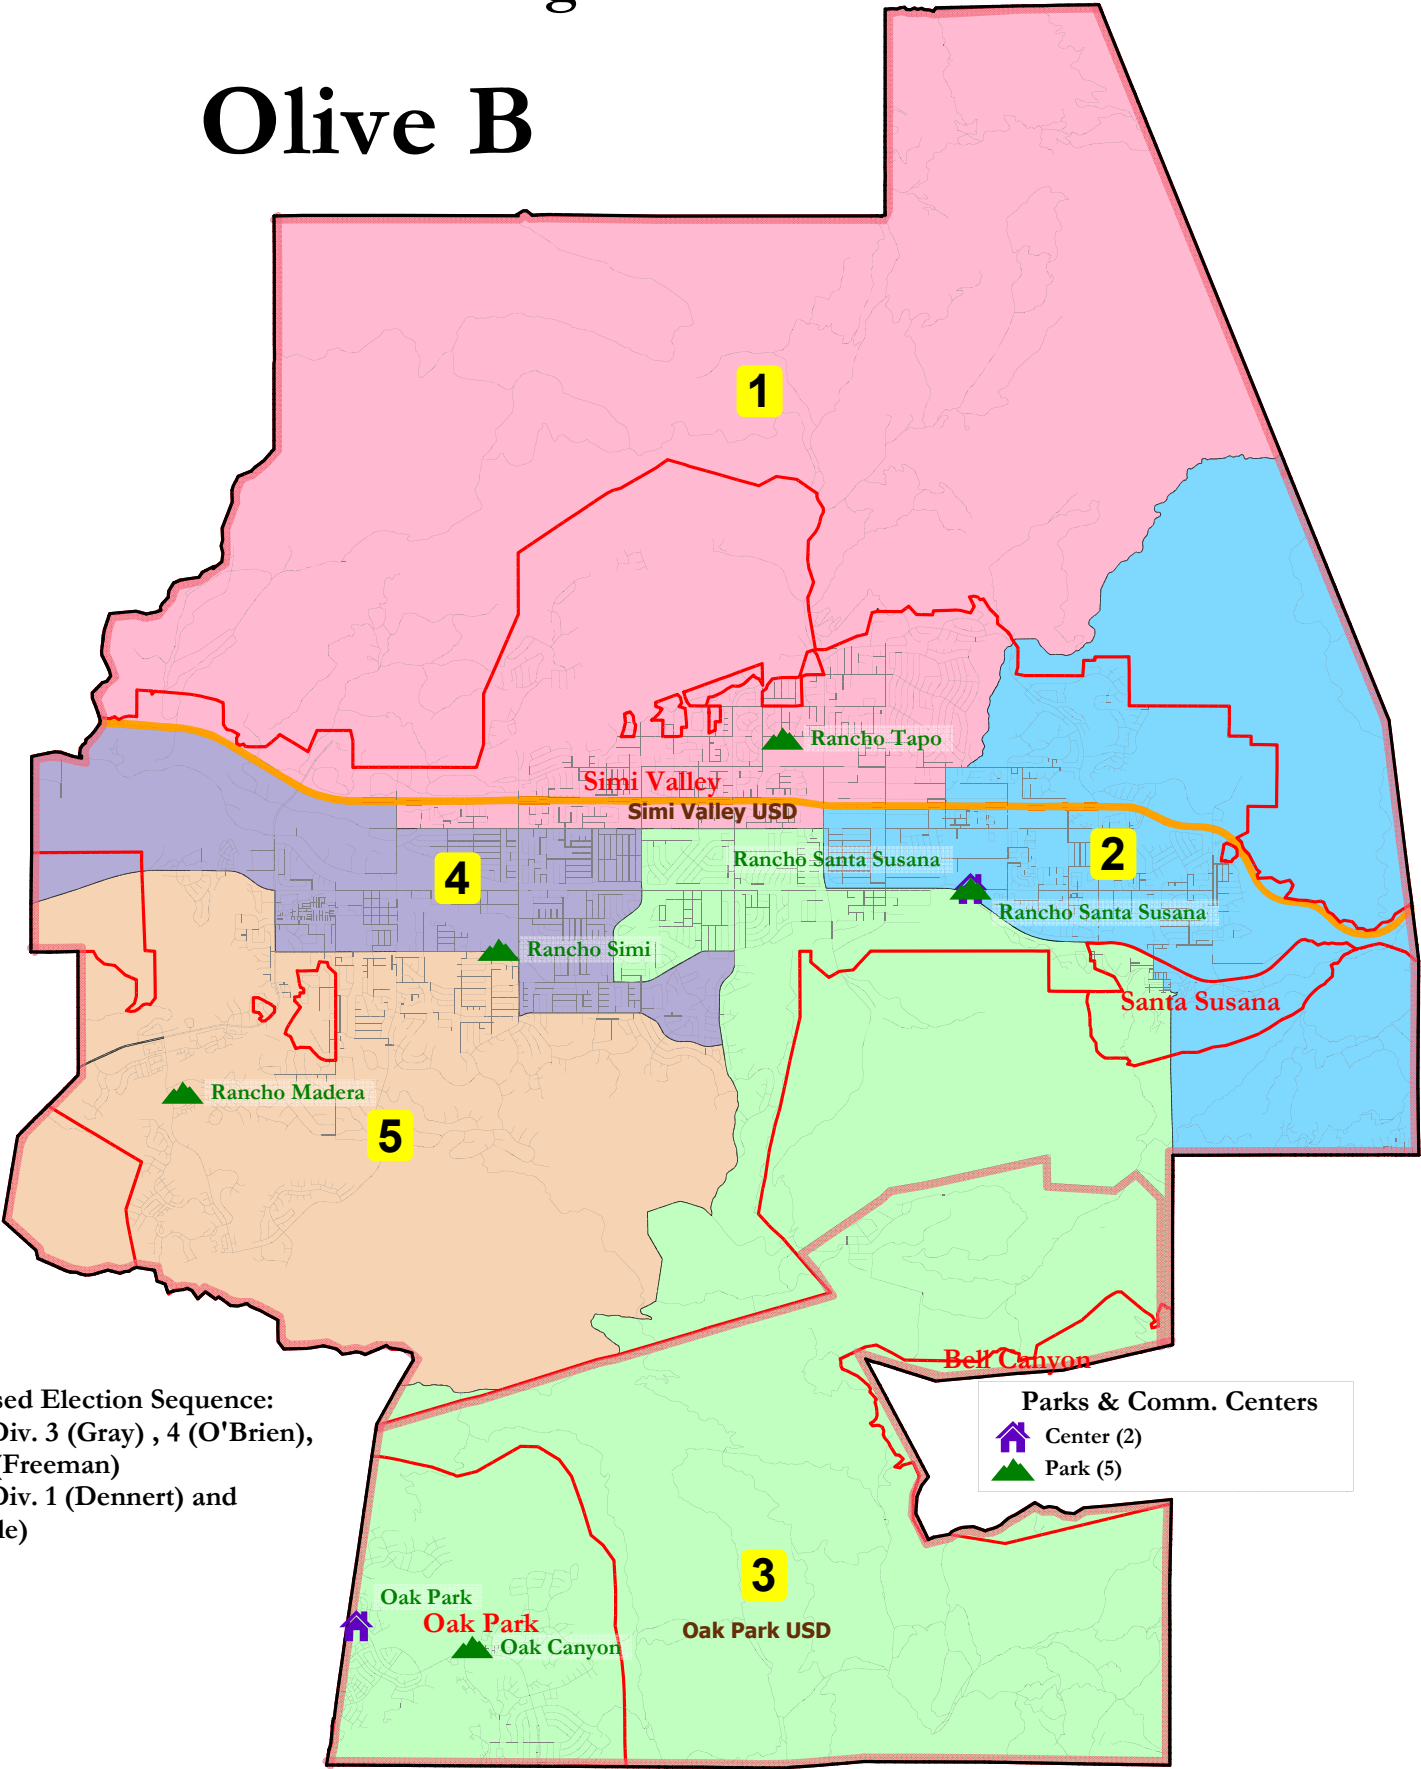 Olive B
1
Rancho Tapo
Simi Valley
Simi Valley USD
Rancho Santa Susana
2
4
Rancho Santa Susana
Rancho Simi
Santa Susana
Rancho Madera
5
Bell Canyon
Parks & Comm. Centers
Center (2)
Park (5)
sed Election Sequence:
Div. 3 (Gray) , 4 (O'Brien),
(Freeman)
Div. 1 (Dennert) and
le)
3
Oak Park
Oak Park
Oak Park USD
Oak Canyon